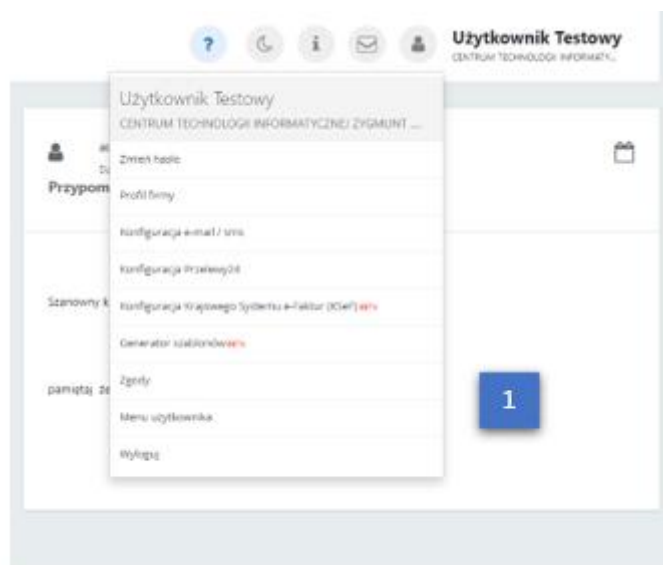 ?
i
Użytkownik Testowy
CENTRUM TECHNOLOGII INFORMATY...
Użytkownik Testowy
CENTRUM TECHNOLOGII INFORMATYCZNEJ ZYGMUNT ....
Zmień hasło
Profil firmy
Przypom
Konfiguracja e-mail / sms
Konfiguracja Przelewy24
Szanowny k
Konfiguracja Krajowego Systemu e-Faktur (KSeF)
Generator szablonów
Zgody
pamiętaj że
1
Menu użytkownika
Wyloguj